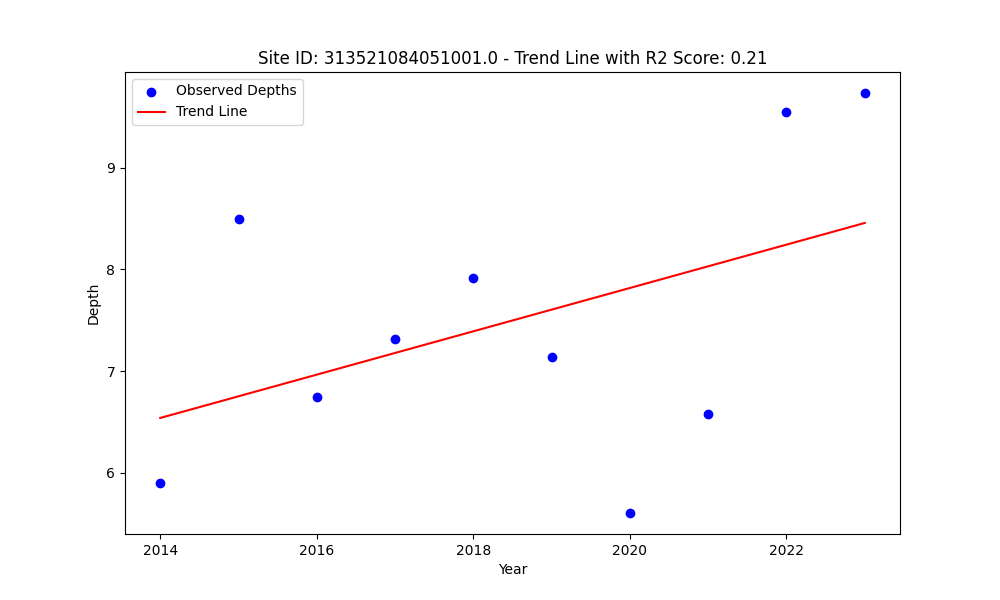 Site ID: 313521084051001.0 - Trend Line with R2 Score: 0.21
Observed Depths
Trend Line
9
8
7
6
Depth
2014
2016
2018
2020
2022
Year